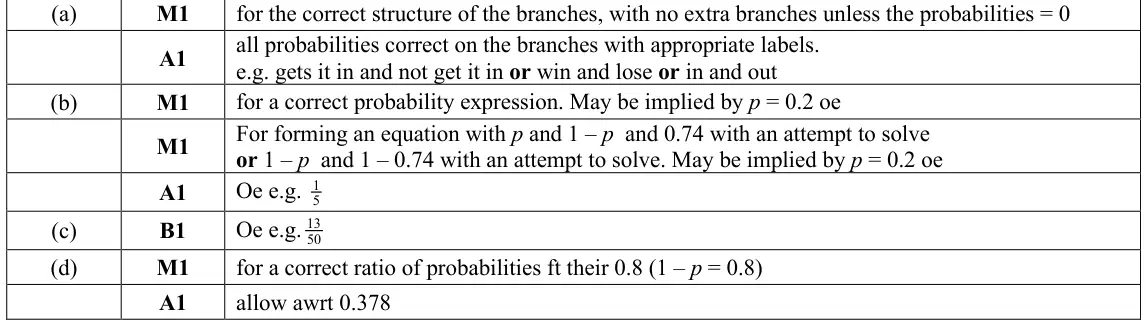 (a) M1 for the correct structure of the branches, with no extra branches unless the probabilities = 0
A1 all probabilities correct on the branches with appropriate labels.
e.g. gets it in and not get it in or win and lose or in and out
(b) M1 for a correct probability expression. May be implied by p = 0.2 oe
M1 For forming an equation with p and 1 – p and 0.74 with an attempt to solve
or 1 – p and 1 – 0.74 with an attempt to solve. May be implied by p = 0.2 oe
A1 Oe e.g. 1/5
(c) B1 Oe e.g. 13/50
(d) M1 for a correct ratio of probabilities ft their 0.8 (1 – p = 0.8)
A1 allow awrt 0.378